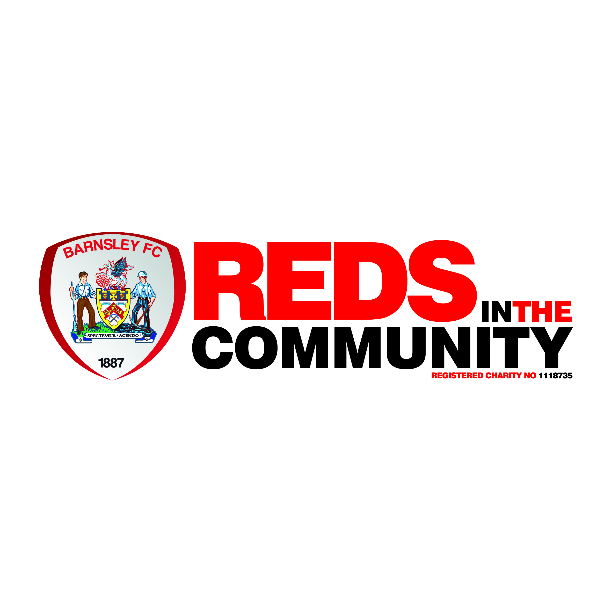 BARNSLEY FC
1887
REDS
IN THE
COMMUNITY
REGISTERED CHARITY NO 1118735